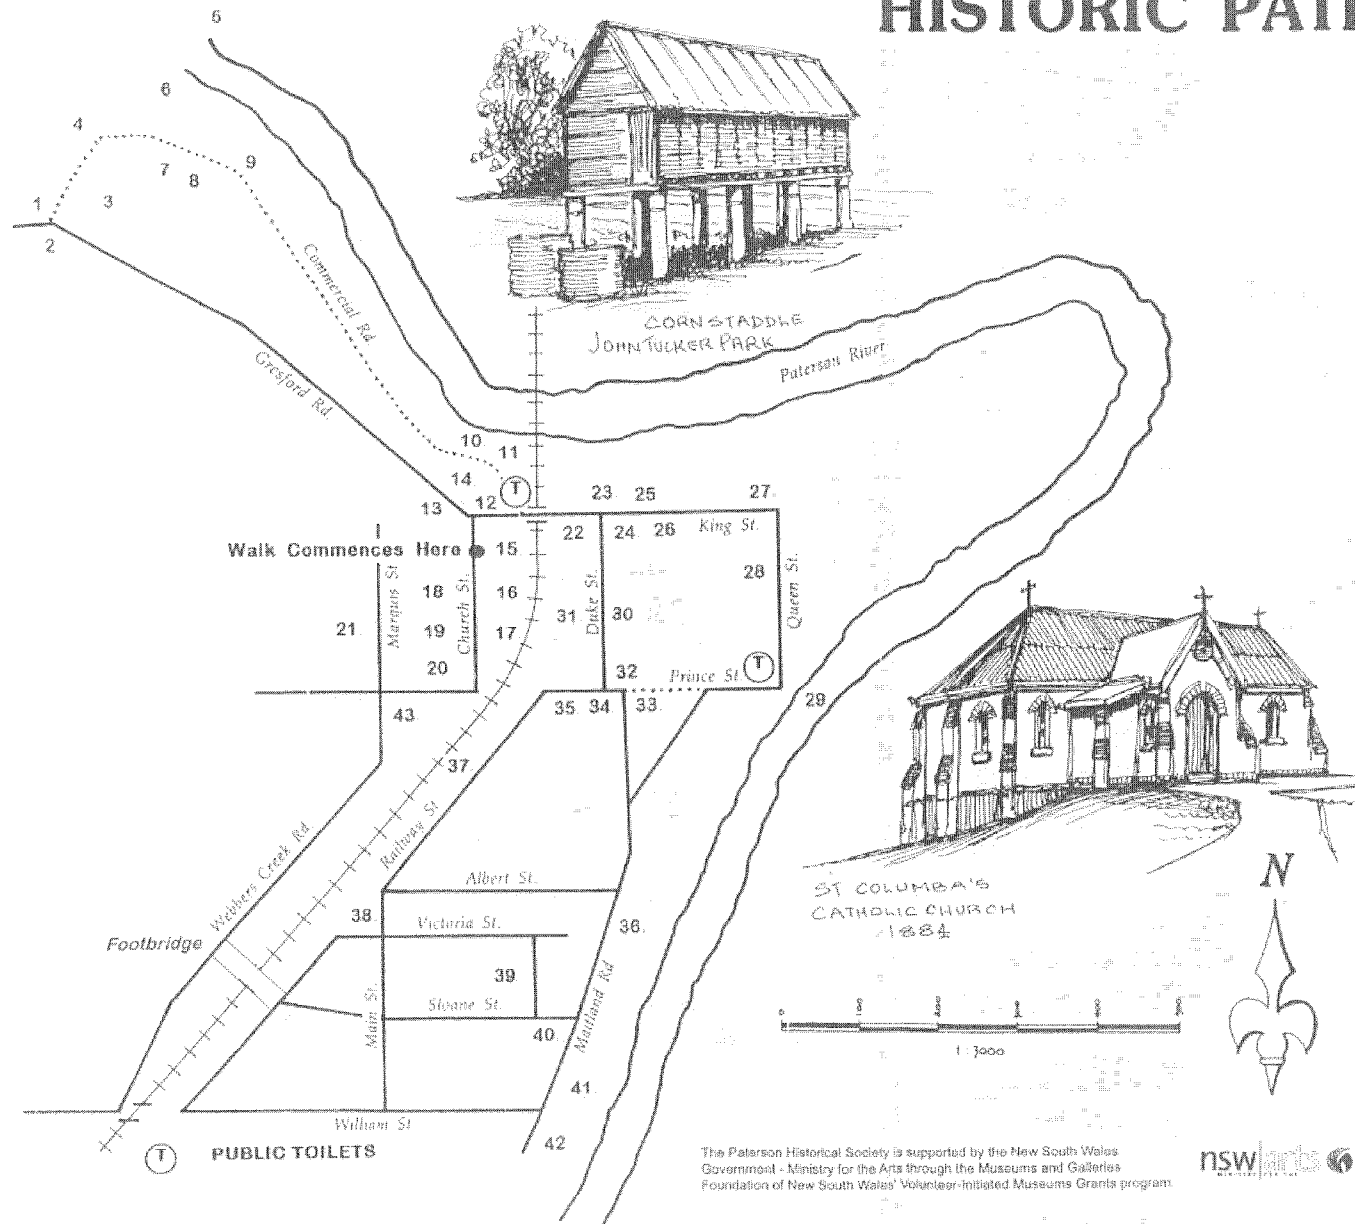 HISTORIC PAT
5
6
4
9
7
8
1
3
2
Commercial Rd
CORN STADDLE
JOHN TUCKER PARK
Paterson River
Gresford Rd.
10
11
14
T
12
13
23
25
27
22
24
26
King St.
Walk Commences Here
15
28
Marquis St
18
Church St.
16
31
Duke St.
30
Queen St.
21
19
17
20
32
Prince St.
T
43
35
34
33
29
37
Railway St
Webbers Creek Rd
Albert St.
ST COLUMBA'S
CATHOLIC CHURCH
1884
N
38
Victoria St.
36
Footbridge
39
Sloane St.
Main St.
40
Maitland Rd
1:3000
41
William St
42
T PUBLIC TOILETS
The Paterson Historical Society is supported by the New South Wales
Government - Ministry for the Arts through the Museums and Galleries
Foundation of New South Wales' Volunteer-Initiated Museums Grants program.
nsw arts